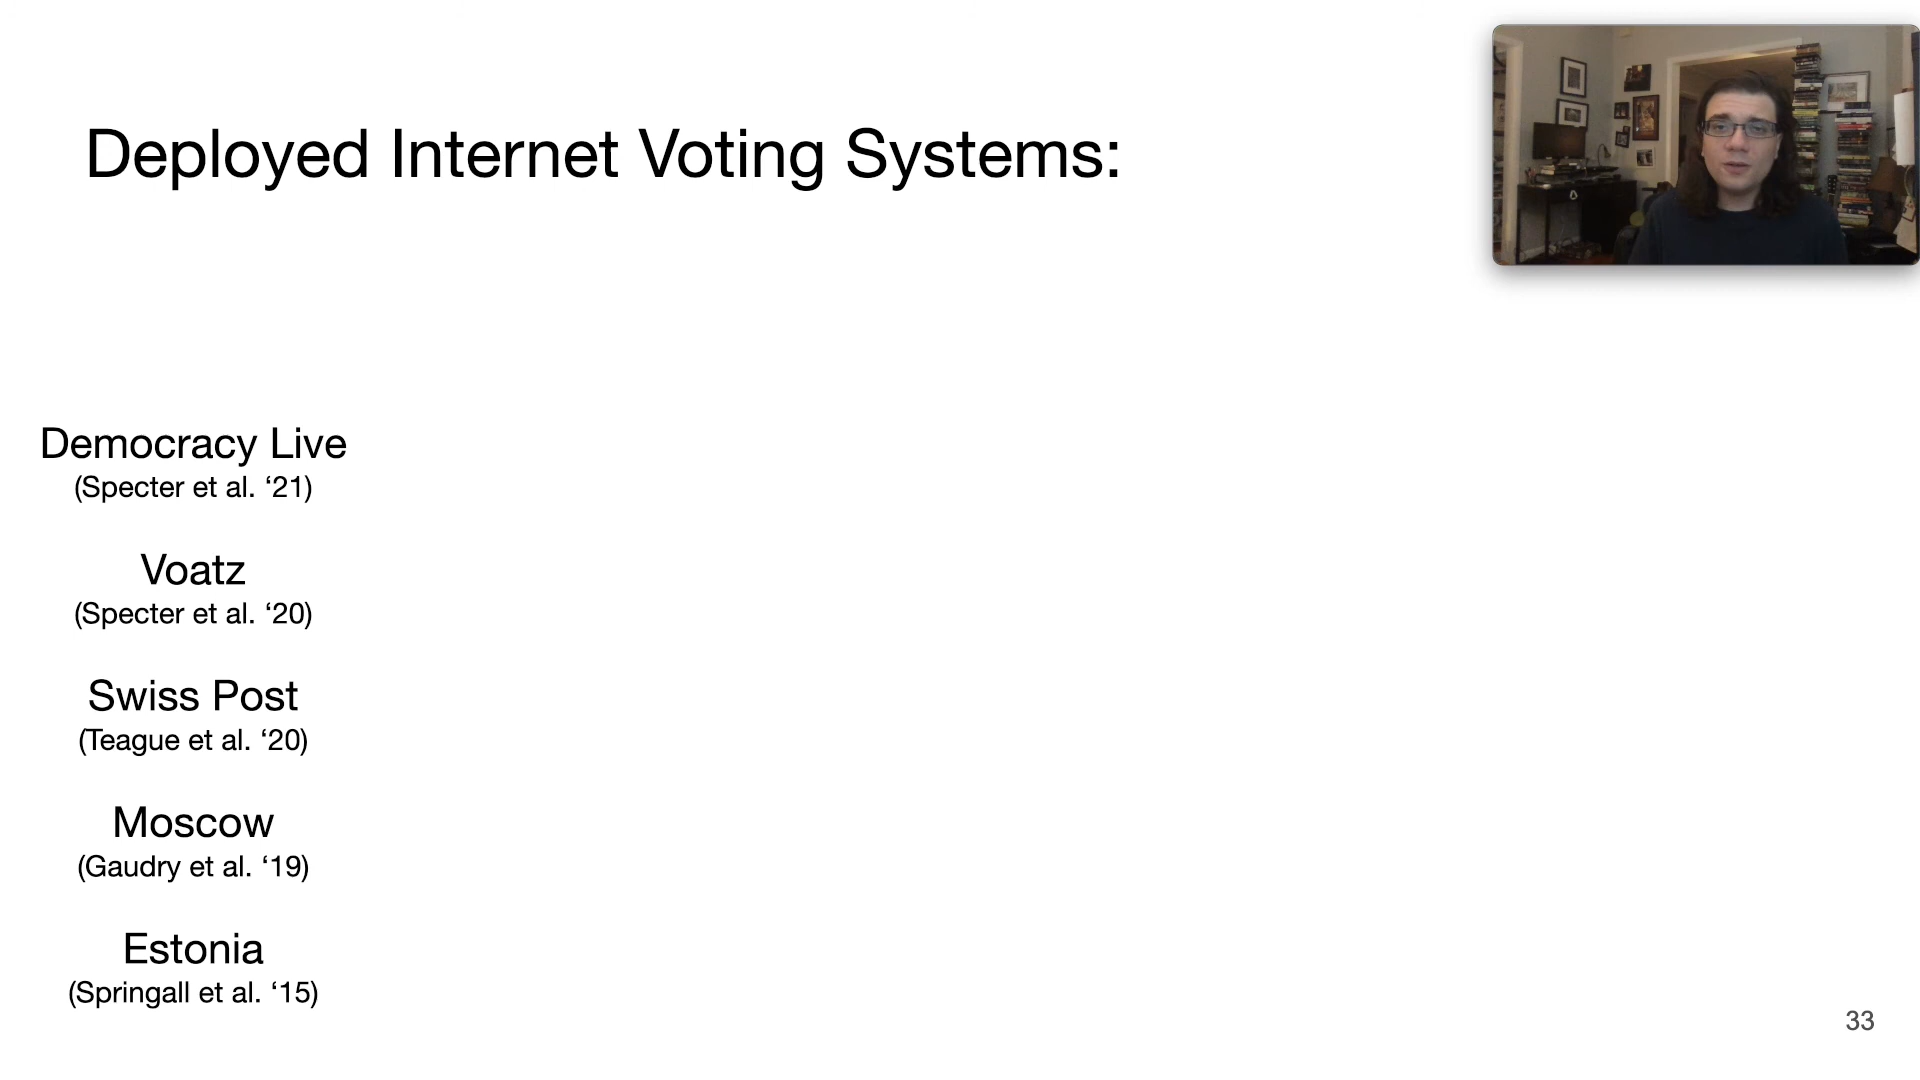 Deployed Internet Voting Systems:
Democracy Live
(Specter et al. ‘21)
Voatz
(Specter et al. ‘20)
Swiss Post
(Teague et al. ‘20)
Moscow
(Gaudry et al. ‘19)
Estonia
(Springall et al. ‘15)
33